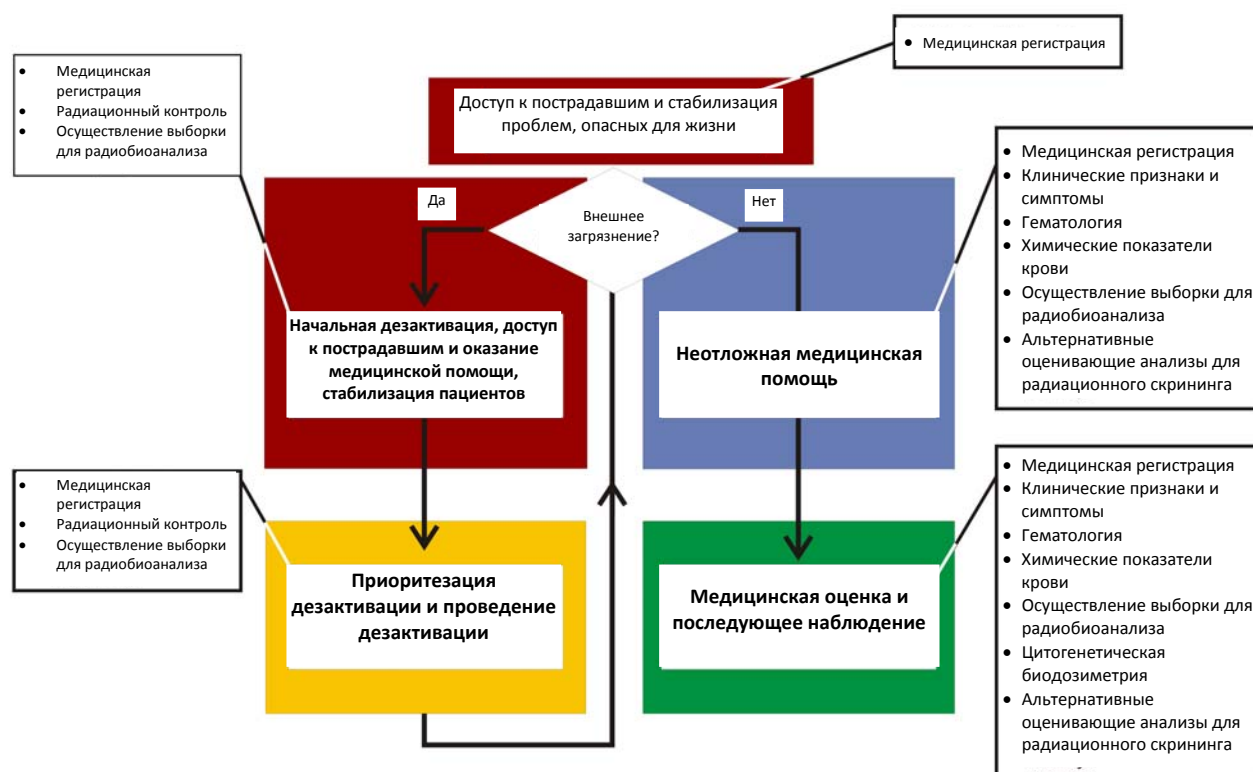 • Медицинская регистрация
• Медицинская
регистрация
• Радиационный контроль
• Осуществление выборки
для радиобиоанализа
Доступ к пострадавшим и стабилизация
проблем, опасных для жизни
• Медицинская регистрация
• Клинические признаки и
симптомы
• Гематология
• Химические показатели
крови
• Осуществление выборки для
радиобиоанализа
• Альтернативные
оценивающие анализы для
радиационного скрининга
Да
Внешнее
загрязнение?
Нет
Начальная дезактивация, доступ
к пострадавшим и оказание
медицинской помощи,
стабилизация пациентов
Неотложная медицинская
помощь
• Медицинская
регистрация
• Радиационный контроль
• Осуществление выборки
для радиобиоанализа
Приоритезация
дезактивации и проведение
дезактивации
Медицинская оценка и
последующее наблюдение
• Медицинская регистрация
• Клинические признаки и
симптомы
• Гематология
• Химические показатели
крови
• Осуществление выборки для
радиобиоанализа
• Цитогенетическая
биодозиметрия
• Альтернативные
оценивающие анализы для
радиационного скрининга